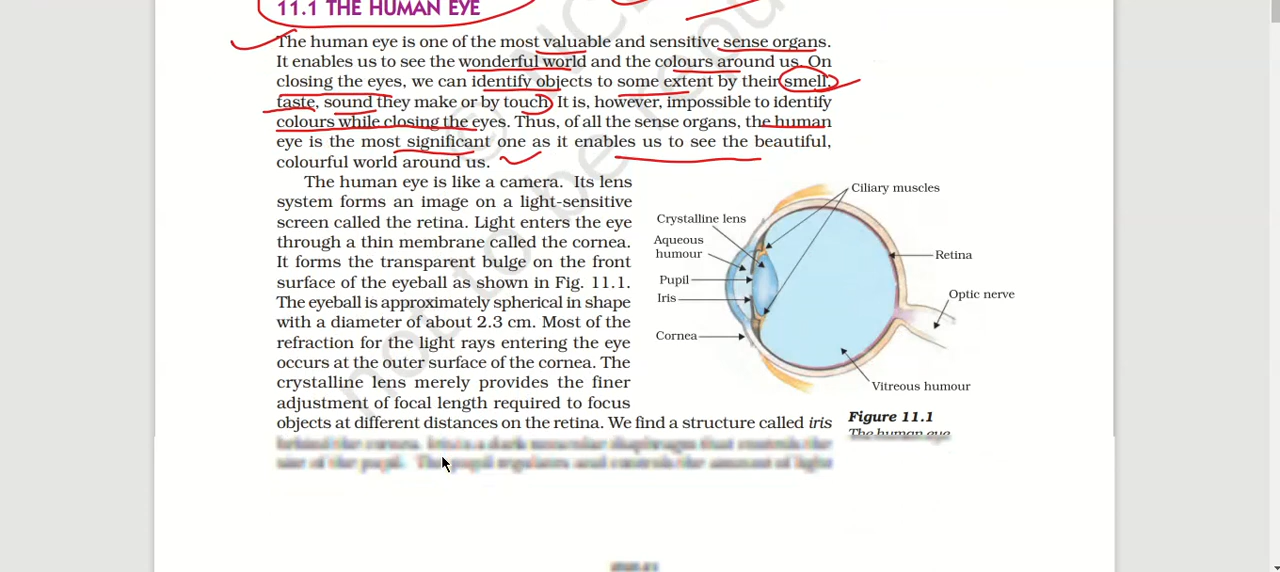 11.1 THE HUMAN EYE
The human eye is one of the most valuable and sensitive sense organs.
It enables us to see the wonderful world and the colours around us. On
closing the eyes, we can identify objects to some extent by their smell,
taste, sound they make or by touch. It is, however, impossible to identify
colours while closing the eyes. Thus, of all the sense organs, the human
eye is the most significant one as it enables us to see the beautiful,
colourful world around us.
The human eye is like a camera. Its lens
system forms an image on a light-sensitive
screen called the retina. Light enters the eye
through a thin membrane called the cornea.
It forms the transparent bulge on the front
surface of the eyeball as shown in Fig. 11.1.
The eyeball is approximately spherical in shape
with a diameter of about 2.3 cm. Most of the
refraction for the light rays entering the eye
occurs at the outer surface of the cornea. The
crystalline lens merely provides the finer
adjustment of focal length required to focus
objects at different distances on the retina. We find a structure called iris
Ciliary muscles
Crystalline lens
Aqueous
humour
Pupil
Iris
Cornea
Retina
Optic nerve
Vitreous humour
Figure 11.1
The human eye
not to be